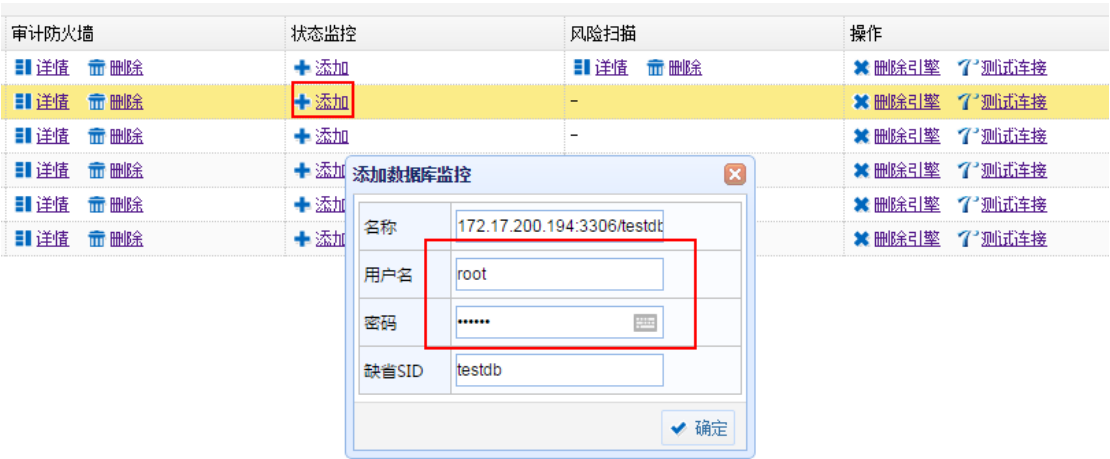 审计防火墙 状态监控 风险扫描 操作
详情 删除 添加 详情 删除 删除引擎 测试连接
详情 删除 添加 - 删除引擎 测试连接
详情 删除 添加 - 删除引擎 测试连接
详情 删除 添加 删除引擎 测试连接
详情 删除 添加 删除引擎 测试连接
详情 删除 添加 删除引擎 测试连接
添加数据库监控
名称 172.17.200.194:3306/testdb
用户名 root
密码 ••••••
缺省SID testdb
确定